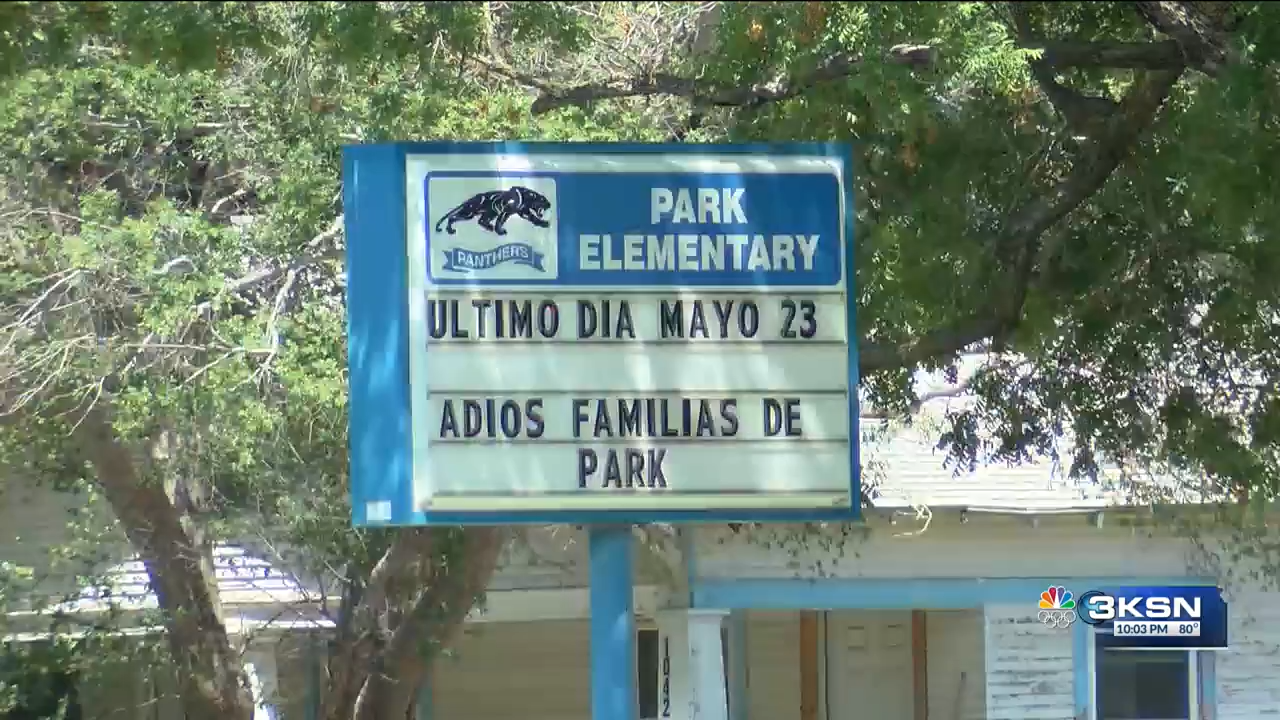 PARK
ELEMENTARY
PANTHERS
ULTIMO DIA MAYO 23
ADIOS FAMILIAS DE
PARK
1042
3KSN
10:03 PM 80°